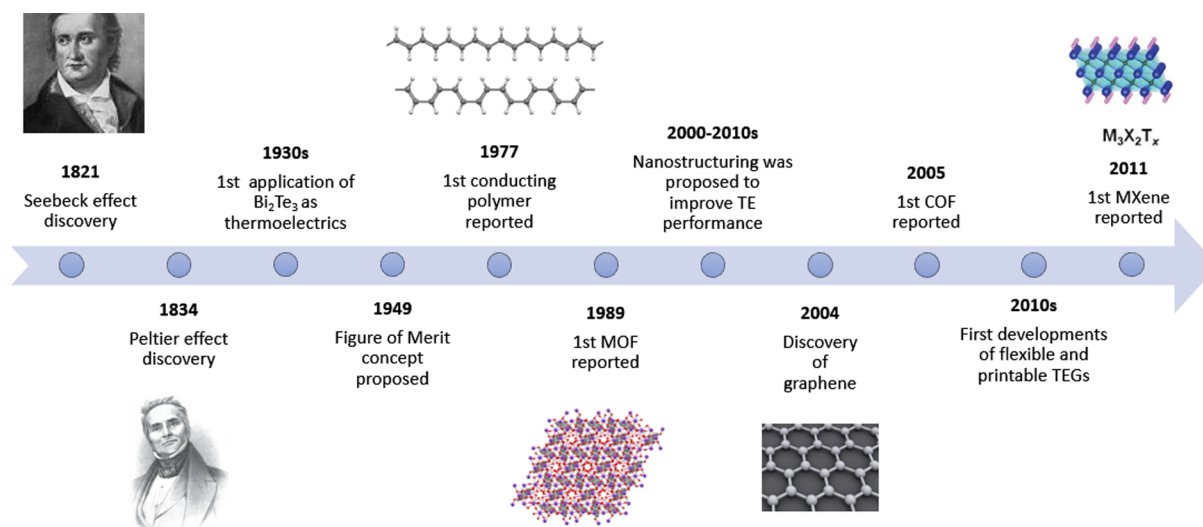 1821
Seebeck effect
discovery
1834
Peltier effect
discovery
1930s
1st application of
Bi₂Te₃ as
thermoelectrics
1949
Figure of Merit
concept
proposed
1977
1st conducting
polymer
reported
1989
1st MOF
reported
2000-2010s
Nanostructuring was
proposed to
improve TE
performance
2004
Discovery
of
graphene
2005
1st COF
reported
2010s
First developments
of flexible and
printable TEGs
M₃X₂Tₓ
2011
1st MXene
reported